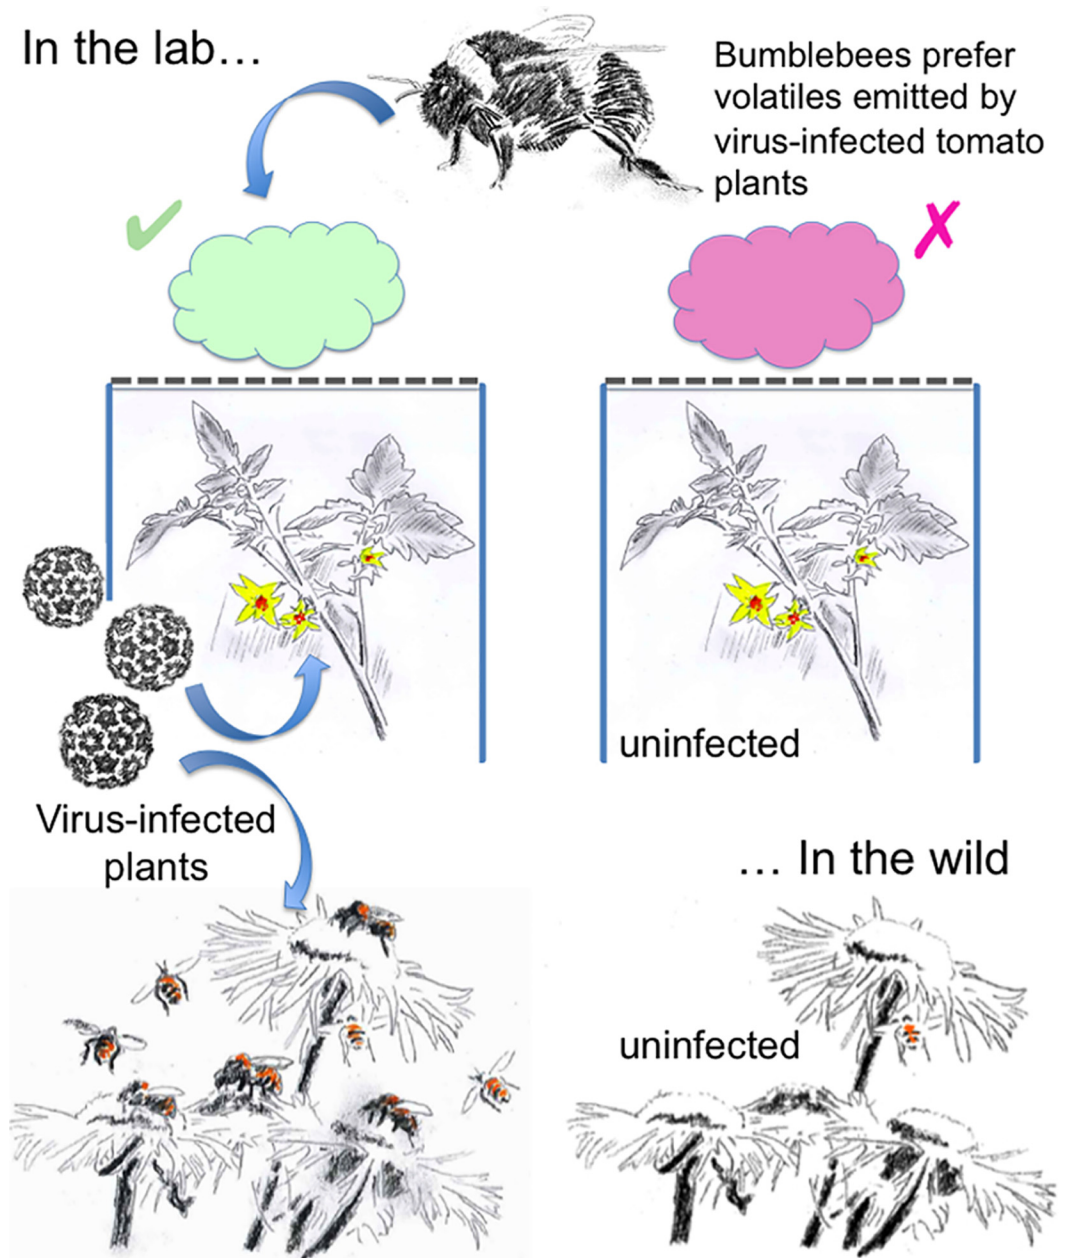 In the lab…
Bumblebees prefer
volatiles emitted by
virus-infected tomato
plants
uninfected
Virus-infected
plants
… In the wild
uninfected